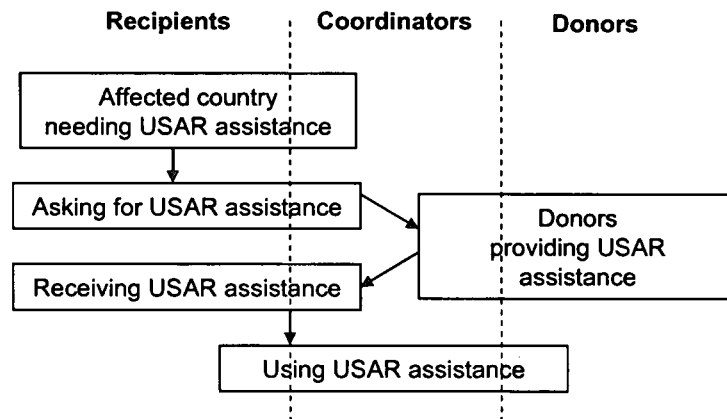 Recipients
Coordinators
Donors
Affected country
needing USAR assistance
Asking for USAR assistance
Donors
providing USAR
assistance
Receiving USAR assistance
Using USAR assistance